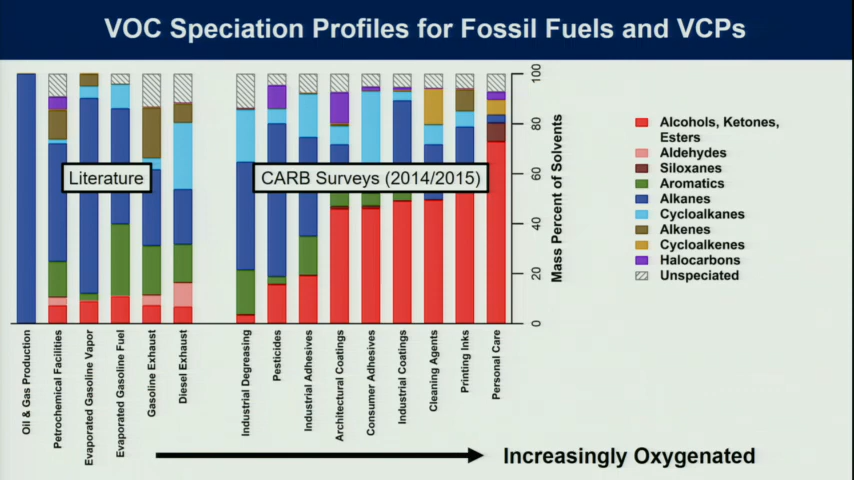 VOC Speciation Profiles for Fossil Fuels and VCPs
Literature
CARB Surveys (2014/2015)
100
80
60
40
20
0
Mass Percent of Solvents
Alcohols, Ketones,
Esters
Aldehydes
Siloxanes
Aromatics
Alkanes
Cycloalkanes
Alkenes
Cycloalkenes
Halocarbons
Unspeciated
Oil & Gas Production
Petrochemical Facilities
Evaporated Gasoline Vapor
Evaporated Gasoline Fuel
Gasoline Exhaust
Diesel Exhaust
Industrial Degreasing
Pesticides
Industrial Adhesives
Architectural Coatings
Consumer Adhesives
Industrial Coatings
Cleaning Agents
Printing Inks
Personal Care
Increasingly Oxygenated